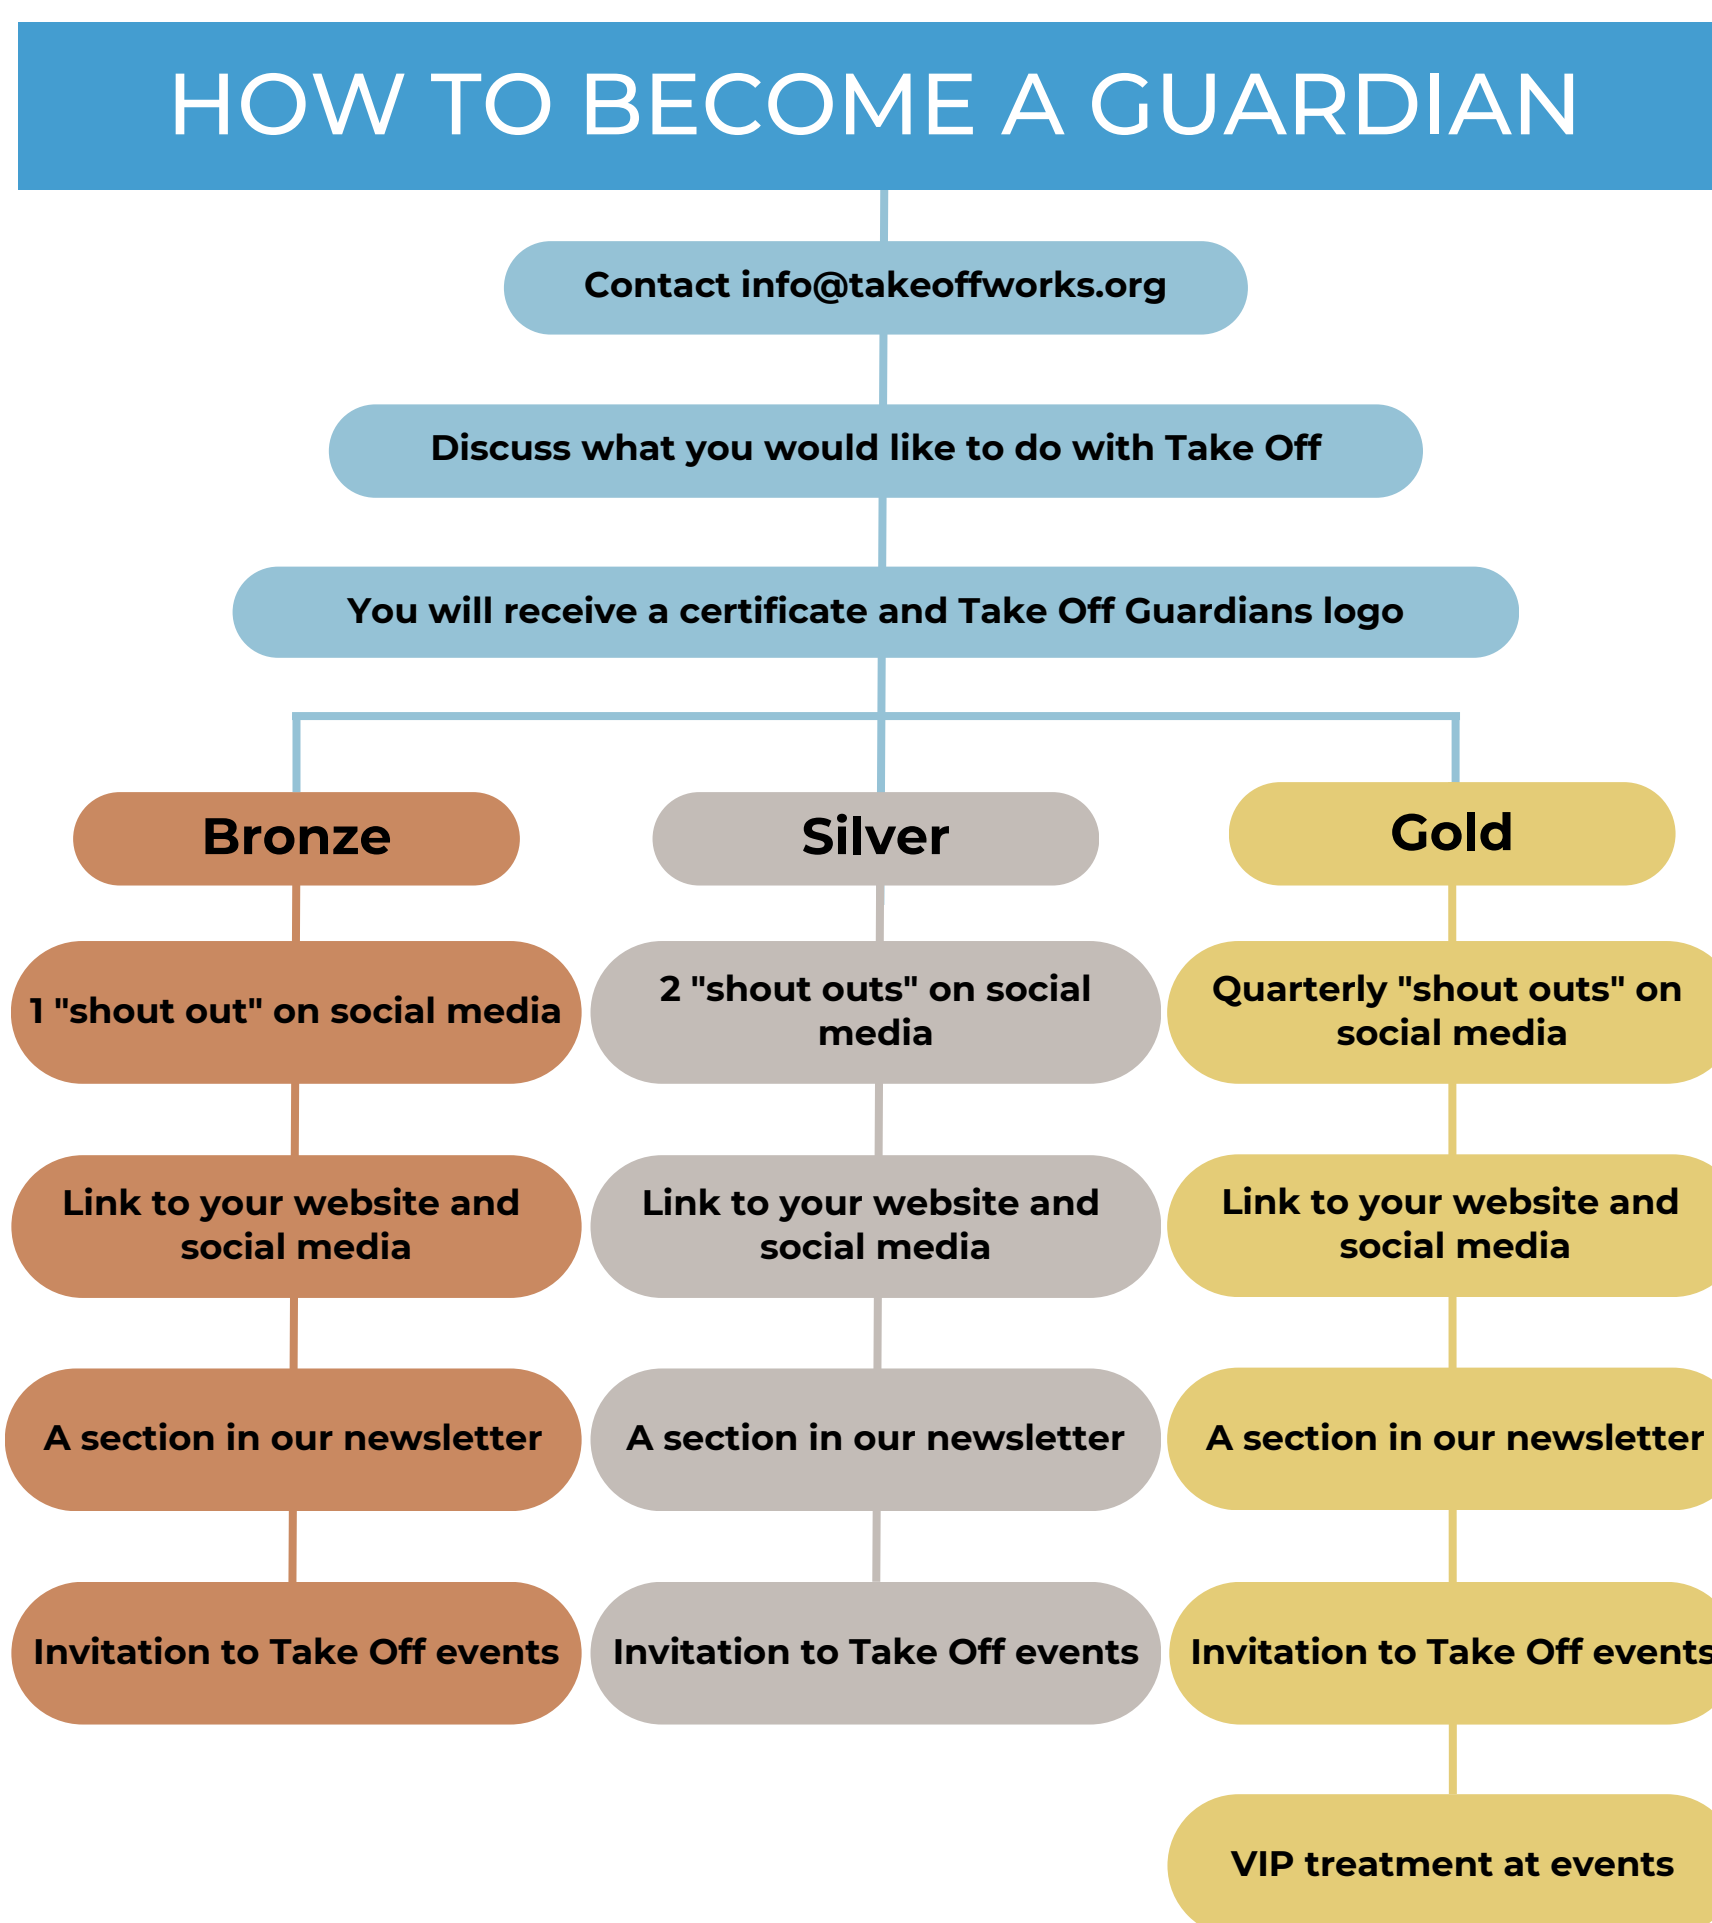 HOW TO BECOME A GUARDIAN
Contact info@takeoffworks.org
Discuss what you would like to do with Take Off
You will receive a certificate and Take Off Guardians logo
Bronze
1 "shout out" on social media
Link to your website and
social media
A section in our newsletter
Invitation to Take Off events
Silver
2 "shout outs" on social
media
Link to your website and
social media
A section in our newsletter
Invitation to Take Off events
Gold
Quarterly "shout outs" on
social media
Link to your website and
social media
A section in our newsletter
Invitation to Take Off events
VIP treatment at events